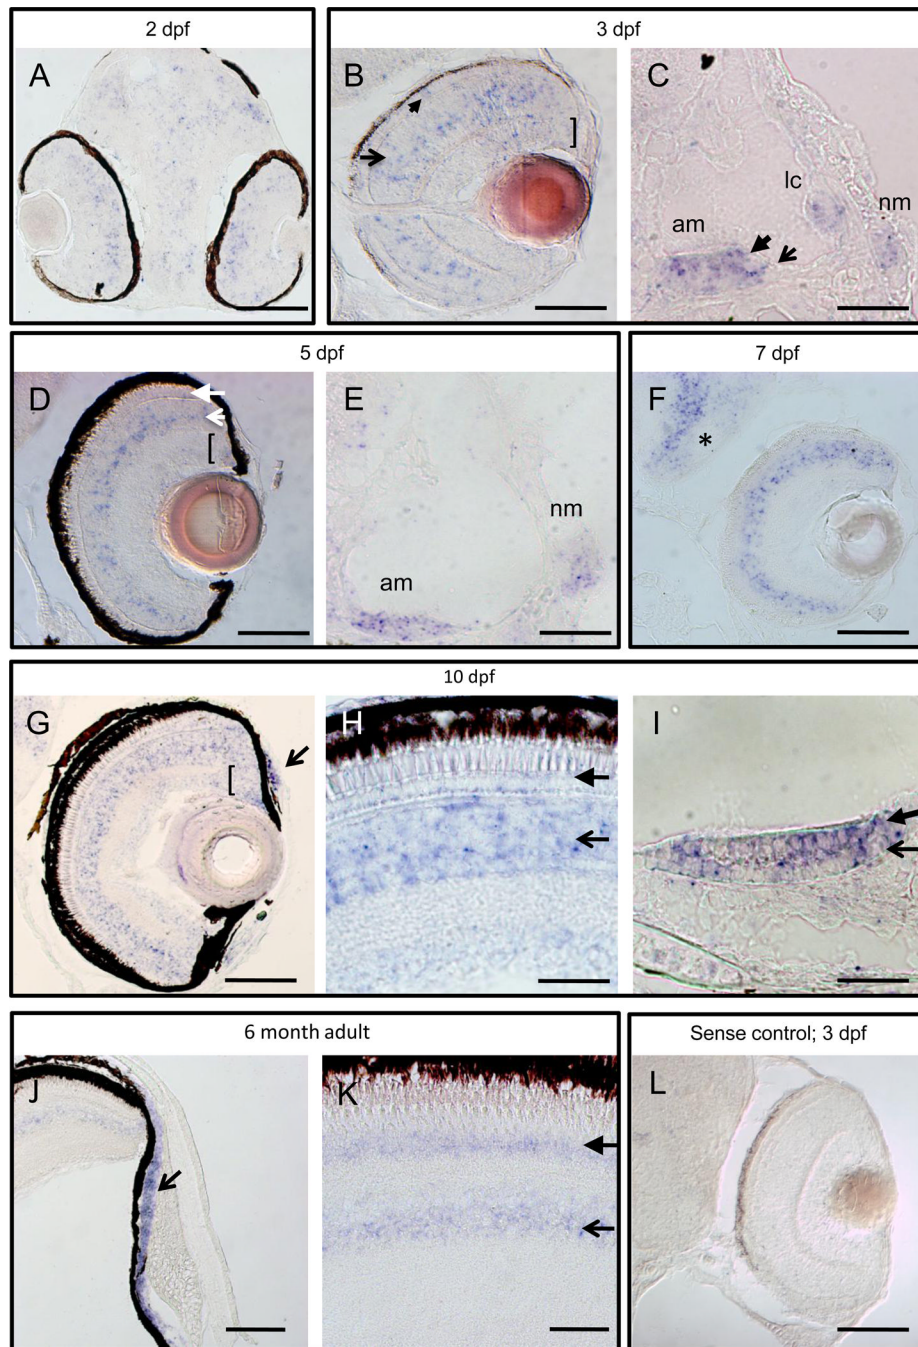 2 dpf
3 dpf
A
B
]
C
lc
nm
am
5 dpf
7 dpf
D
[
E
nm
am
F
*
10 dpf
G
[
H
I
6 month adult
Sense control; 3 dpf
J
K
L